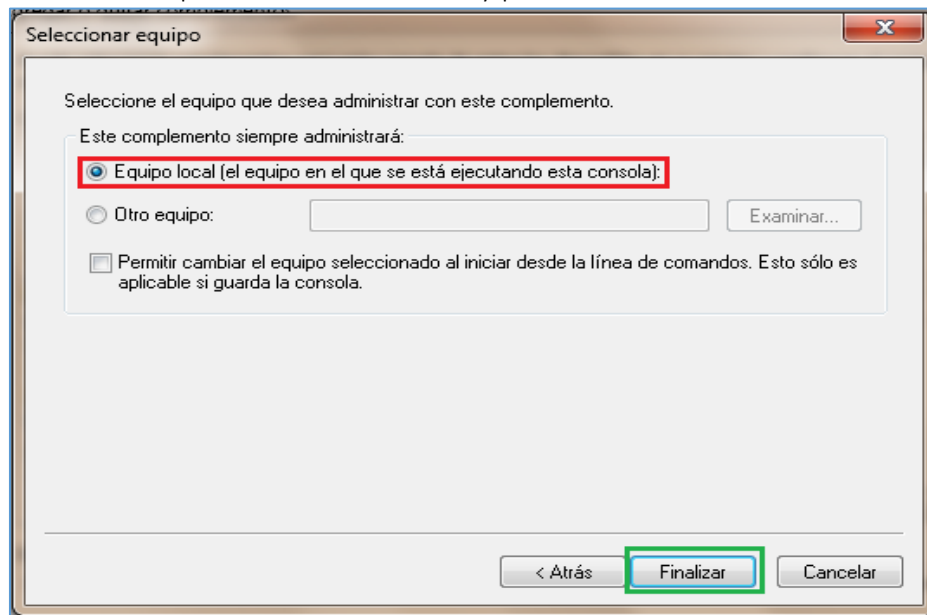 Seleccionar equipo
Seleccione el equipo que desea administrar con este complemento.
Este complemento siempre administrará:
Equipo local (el equipo en el que se está ejecutando esta consola):
Otro equipo:
Examinar...
Permitir cambiar el equipo seleccionado al iniciar desde la línea de comandos. Esto sólo es
aplicable si guarda la consola.
< Atrás
Finalizar
Cancelar